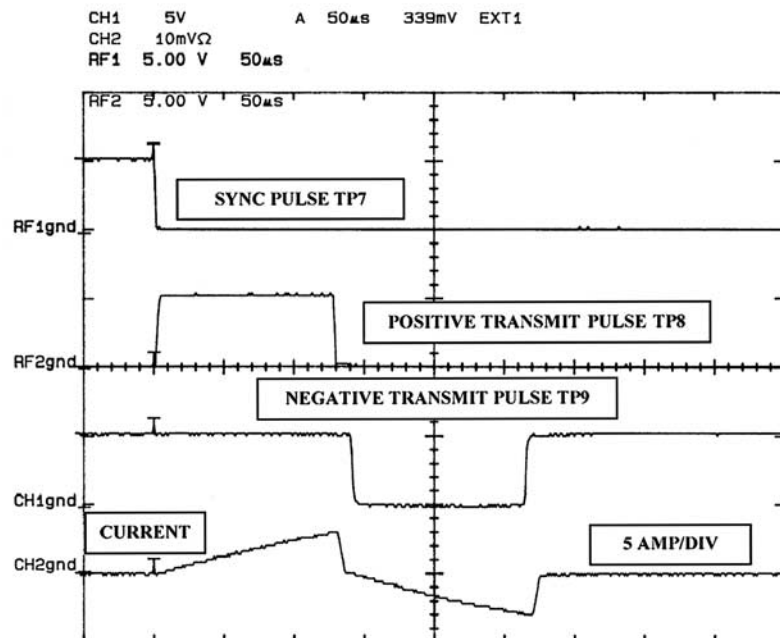 CH1 5V A 50µs 339mV EXT1
CH2 10mVΩ
RF1 5.00 V 50µs
RF2 5.00 V 50µs
SYNC PULSE TP7
RF1gnd
POSITIVE TRANSMIT PULSE TP8
RF2gnd
NEGATIVE TRANSMIT PULSE TP9
CH1gnd
CURRENT
5 AMP/DIV
CH2gnd